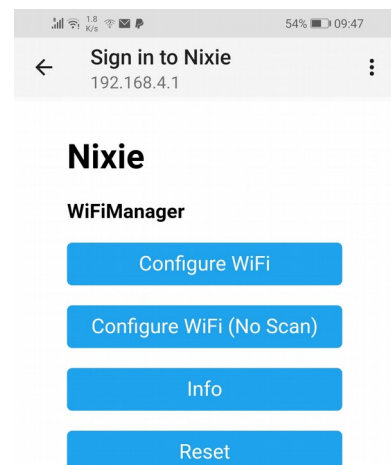 1.8 K/s 54% 09:47
Sign in to Nixie
192.168.4.1
Nixie
WiFiManager
Configure WiFi
Configure WiFi (No Scan)
Info
Reset